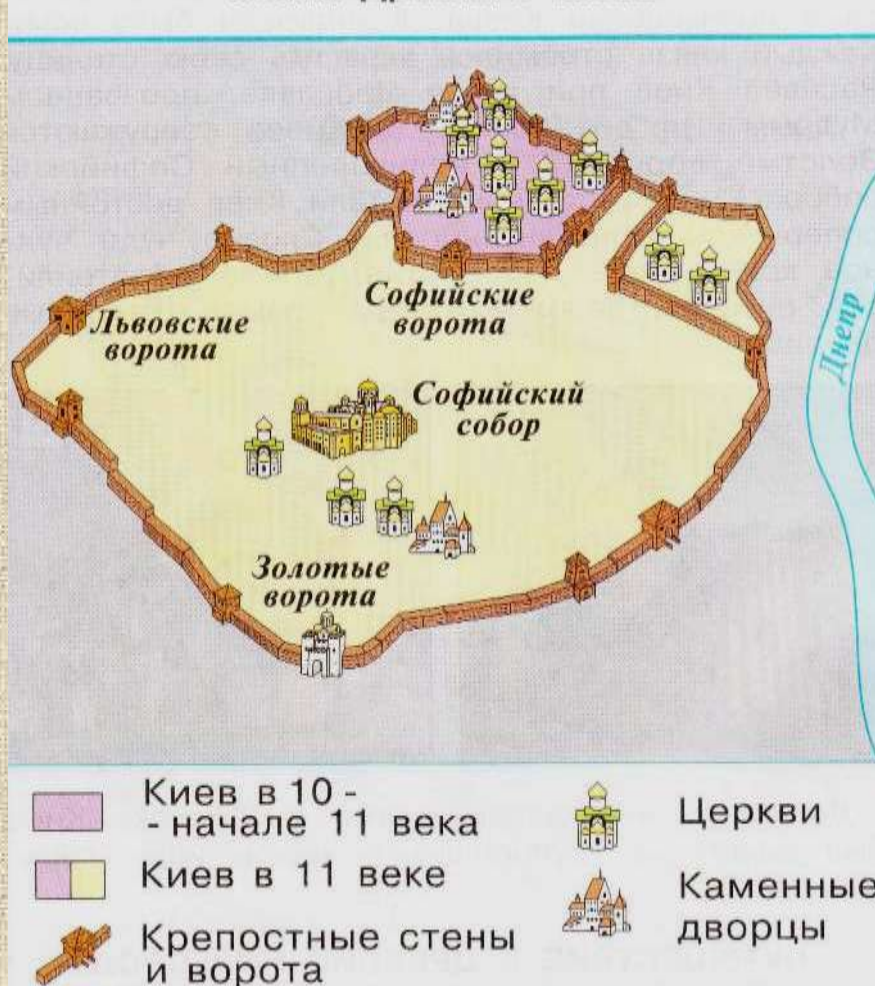 Софийские
ворота
Львовские
ворота
Днепр
Софийский
собор
Золотые
ворота
Киев в 10 -
- начале 11 века
Киев в 11 веке
Крепостные стены
и ворота
Церкви
Каменные
дворцы